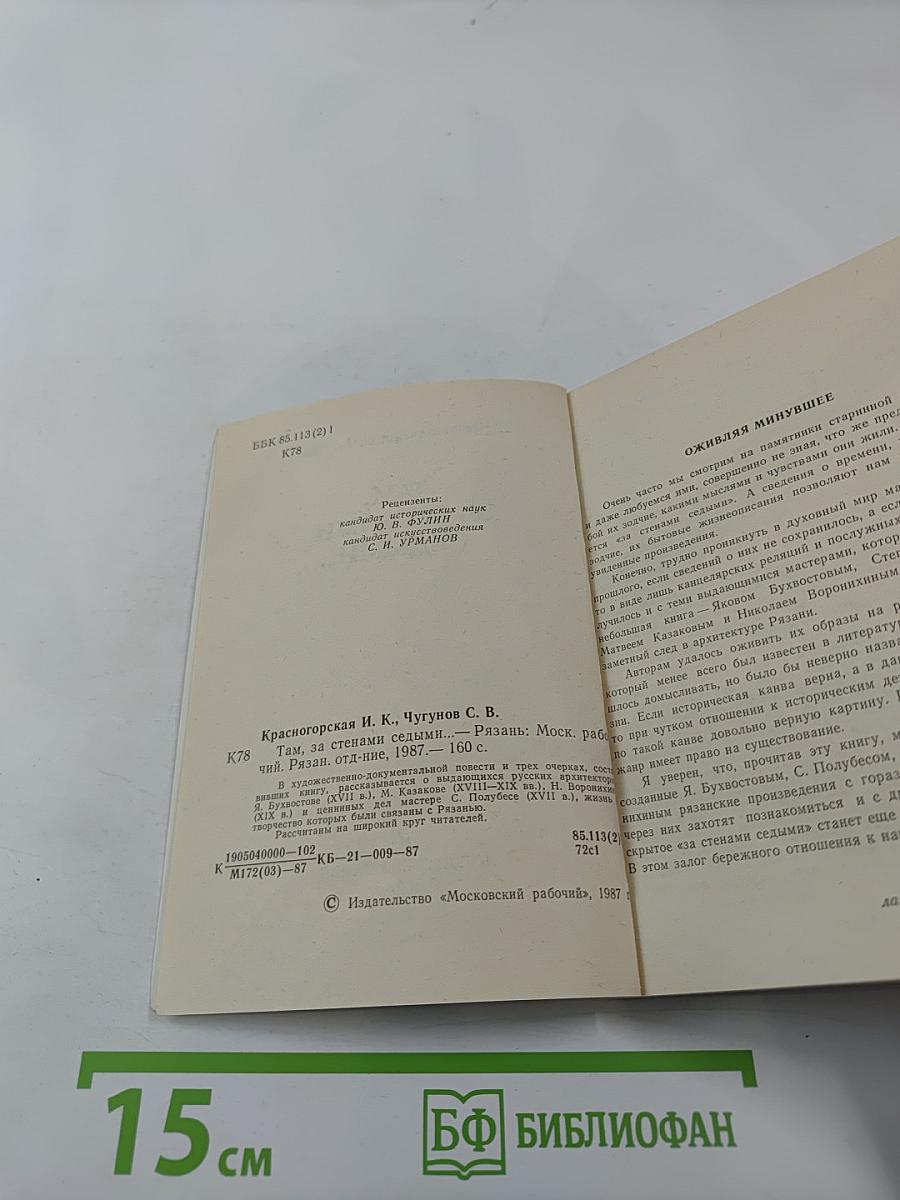 ББК 85.113(2)1
К78
Рецензенты:
кандидат исторических наук
Ю. В. ФУЛИН
кандидат искусствоведения
С. И. УРМАНОВ
Красногорская И. К., Чугунов С. В.
К78 Там, за стенами седыми...— Рязань: Моск. рабо
чий. Рязан. отд-ние, 1987.— 160 с.
В художественно-документальной повести и трех очерках, соста
вивших книгу, рассказывается о выдающихся русских архитектор
Я. Бухвостове (XVII в.), М. Казакове (XVIII—XIX вв.), Н. Воронихин
(XIX в.) и ценинных дел мастере С. Полубесе (XVII в.), жизнь
творчество которых были связаны с Рязанью.
Рассчитаны на широкий круг читателей.
К 1905040000—102 КБ—21—009—87
М172(03)—87
85.113(2)
72с1
© Издательство «Московский рабочий», 1987 г
ОЖИВЛЯЯ МИНУВШЕЕ
Очень часто мы смотрим на памятники старинной
и даже любуемся ими, совершенно не зная, что же пред
бой их зодчие, какими мыслями и чувствами они жили.
ется «за стенами седыми». А сведения о времени,
зодчие, их бытовые жизнеописания позволяют нам
увиденные произведения.
Конечно, трудно проникнуть в духовный мир ма
прошлого, если сведений о них не сохранилось, а есл
то в виде лишь канцелярских реляций и послужных
лучилось и с теми выдающимися мастерами, котор
небольшая книга — Яковом Бухвостовым, Степ
Матвеем Казаковым и Николаем Воронихиным
заметный след в архитектуре Рязани.
Авторам удалось оживить их образы на р
который менее всего был известен в литератур
шлось домысливать, но было бы неверно назва
зии. Если историческая канва верна, а в дан
то при чутком отношении к историческим дет
по такой канве довольно верную картину.
жанр имеет право на существование.
Я уверен, что, прочитав эту книгу, м
созданные Я. Бухвостовым, С. Полубесом,
нихиным рязанские произведения с гораз
через них захотят познакомиться и с др
скрытое «за стенами седыми» станет еще
В этом залог бережного отношения к на
ла
15 см
БФ БИБЛИОФАН